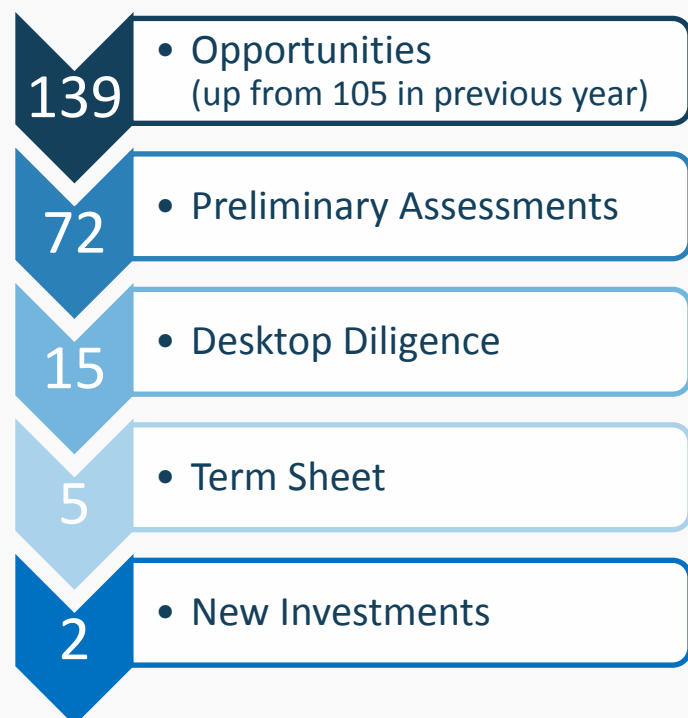 139
• Opportunities
(up from 105 in previous year)
72
• Preliminary Assessments
15
• Desktop Diligence
5
• Term Sheet
2
• New Investments